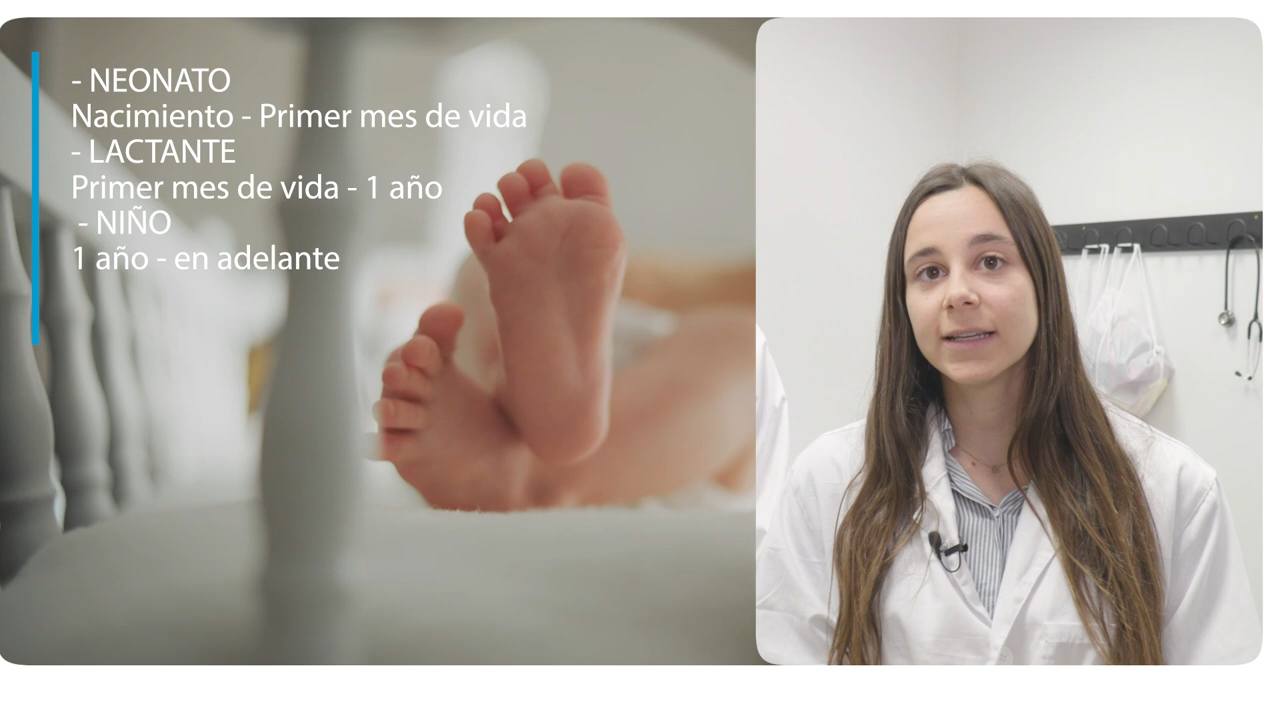 - NEONATO
Nacimiento - Primer mes de vida
- LACTANTE
Primer mes de vida - 1 año
- NIÑO
1 año - en adelante